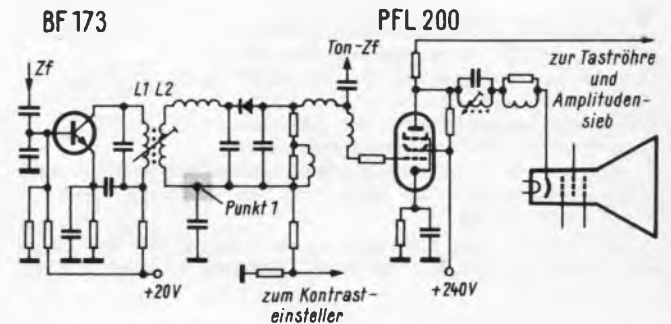 BF 173
PFL 200
Zf
L1 L2
Ton-Zf
zur Taströhre
und
Amplituden-
sieb
Punkt 1
+20V
zum Kontrast-
einsteller
+240V